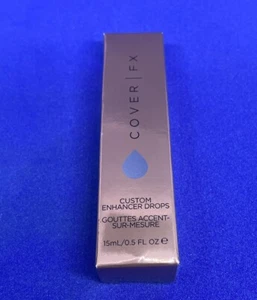 COVER | FX
CUSTOM
ENHANCER DROPS
GOUTTES ACCENT-
SUR-MESURE
15mL/0.5 FL OZ ℮